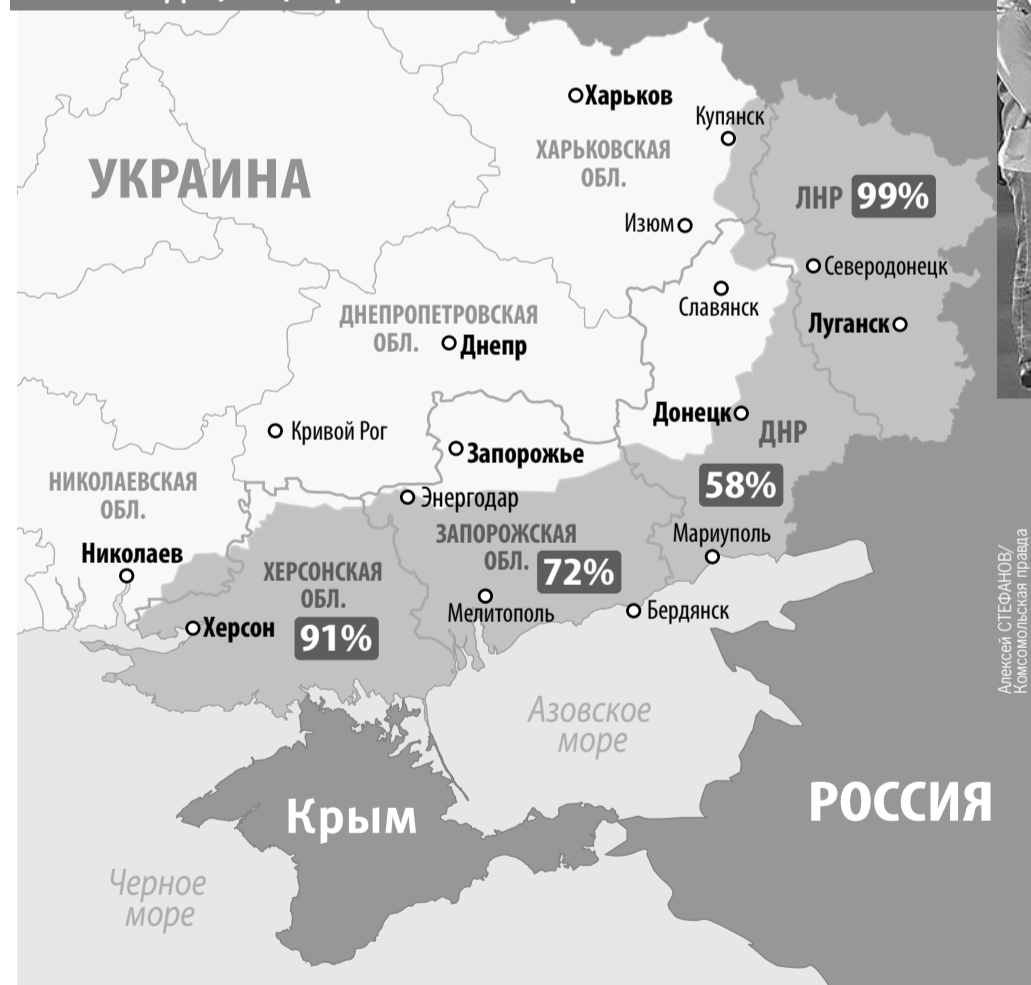 Харьков
Купянск
ХАРЬКОВСКАЯ
ОБЛ.
УКРАИНА
ЛНР 99%
Изюм
Северодонецк
Славянск
ДНЕПРОПЕТРОВСКАЯ
ОБЛ.
Днепр
Луганск
Донецк
ДНР
Кривой Рог
Запорожье
НИКОЛАЕВСКАЯ
ОБЛ.
58%
Энергодар
ЗАПОРОЖСКАЯ
ОБЛ.
72%
Мариуполь
Николаев
ХЕРСОНСКАЯ
ОБЛ.
91%
Мелитополь
Бердянск
Херсон
Азовское
море
Крым
РОССИЯ
Черное
море
Алексей СТЕФАНОВ/
Комсомольская правда